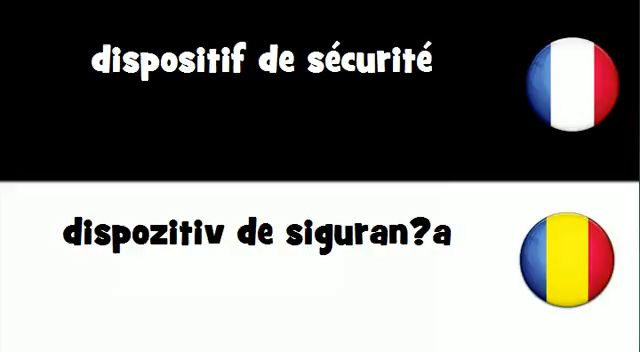 dispositif de sécurité
dispozitiv de siguran?a